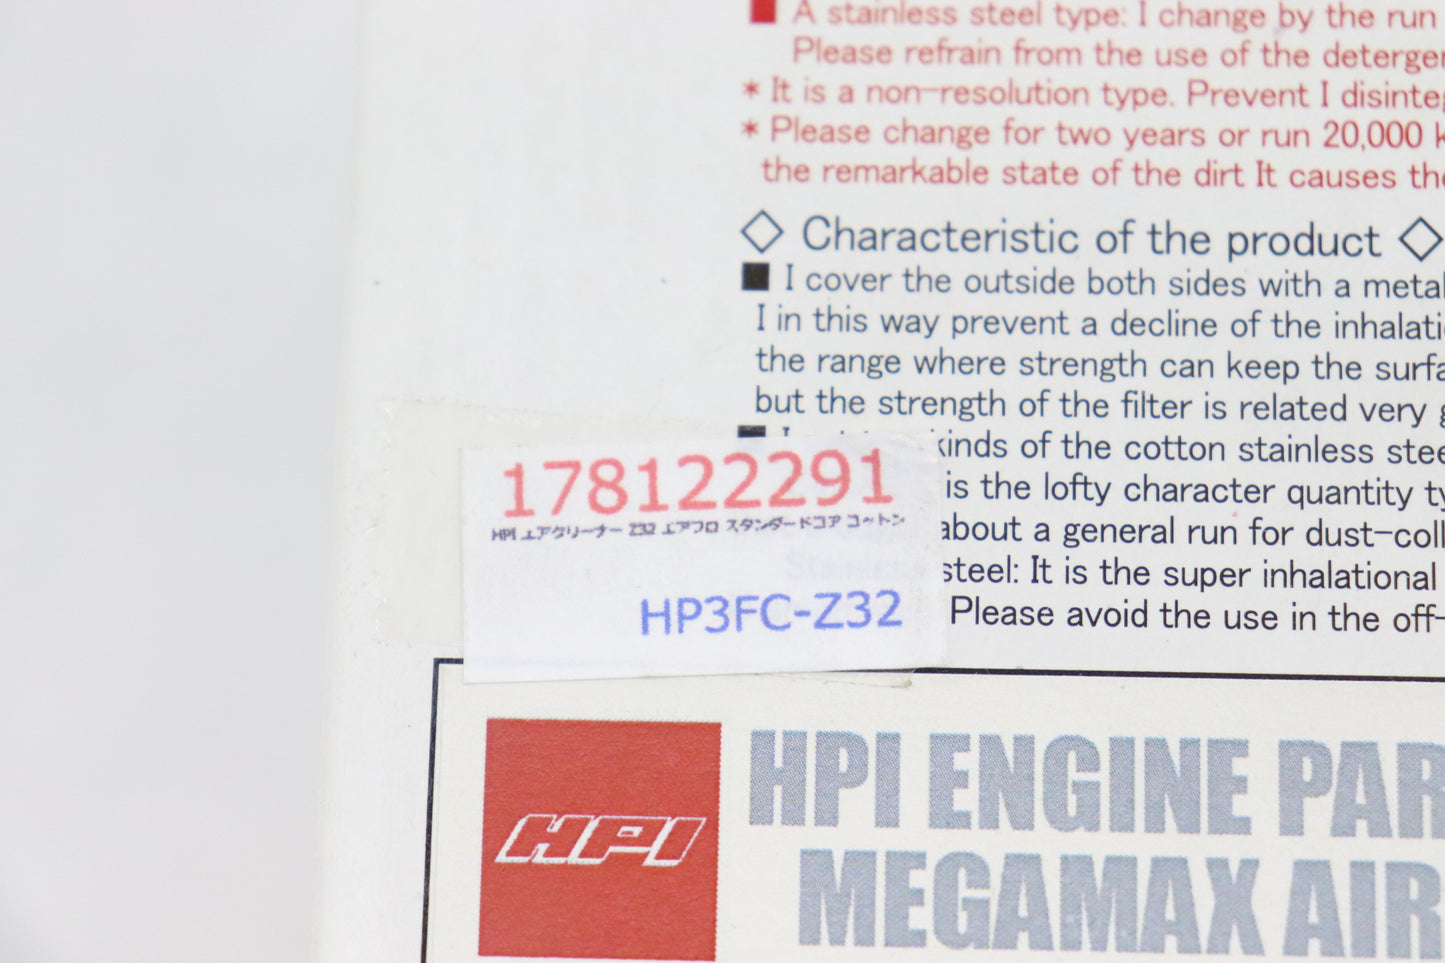 ■ A stainless steel type: I change by the run
Please refrain from the use of the deterger
* It is a non-resolution type. Prevent I disinte
* Please change for two years or run 20,000 k
the remarkable state of the dirt It causes the
◇ Characteristic of the product ◇
■ I cover the outside both sides with a metal
I in this way prevent a decline of the inhalati
the range where strength can keep the surfa
but the strength of the filter is related very g
■ I kinds of the cotton stainless stee
is the lofty character quantity ty
about a general run for dust-coll
steel: It is the super inhalational
Please avoid the use in the off-
178122291
HPI エアクリーナー Z32 エアフロ スタンダードコア コットン
HP3FC-Z32
HPI
HPI ENGINE PAR
MEGAMAX AIR